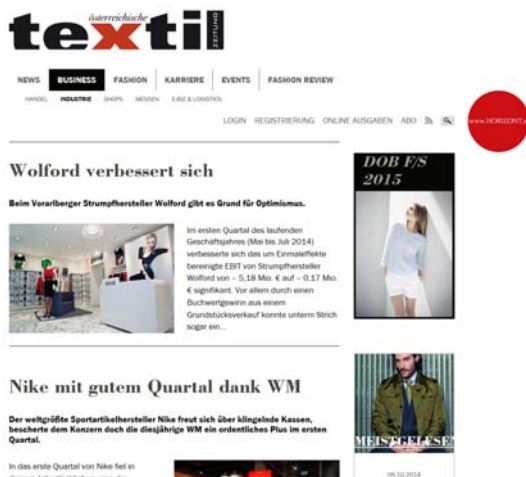 österreichische
textil
ZEITUNG
NEWS BUSINESS FASHION KARRIERE EVENTS FASHION REVIEW
HANDEL INDUSTRIE SHOPS MESSEN E-BIZ & LOGISTICS
LOGIN REGISTRIERUNG ONLINE AUSGABEN ABO
www.HORIZONT.
Wolford verbessert sich
Beim Vorarlberger Strumpfhersteller Wolford gibt es Grund für Optimismus.
Im ersten Quartal des laufenden
Geschäftsjahres (Mai bis Juli 2014)
verbesserte sich das um Einmaleffekte
bereinigte EBIT von Strumpfhersteller
Wolford von – 5,18 Mio. € auf – 0,17 Mio.
€ signifikant. Vor allem durch einen
Buchwertgewinn aus einem
Grundstücksverkauf konnte unterm Strich
sogar ein...
DOB F/S
2015
Nike mit gutem Quartal dank WM
Der weltgrößte Sportartikelhersteller Nike freut sich über klingelnde Kassen,
bescherte dem Konzern doch die diesjährige WM ein ordentliches Plus im ersten
Quartal.
In das erste Quartal von Nike fiel in
MEISTGELESEN
08.10.2014